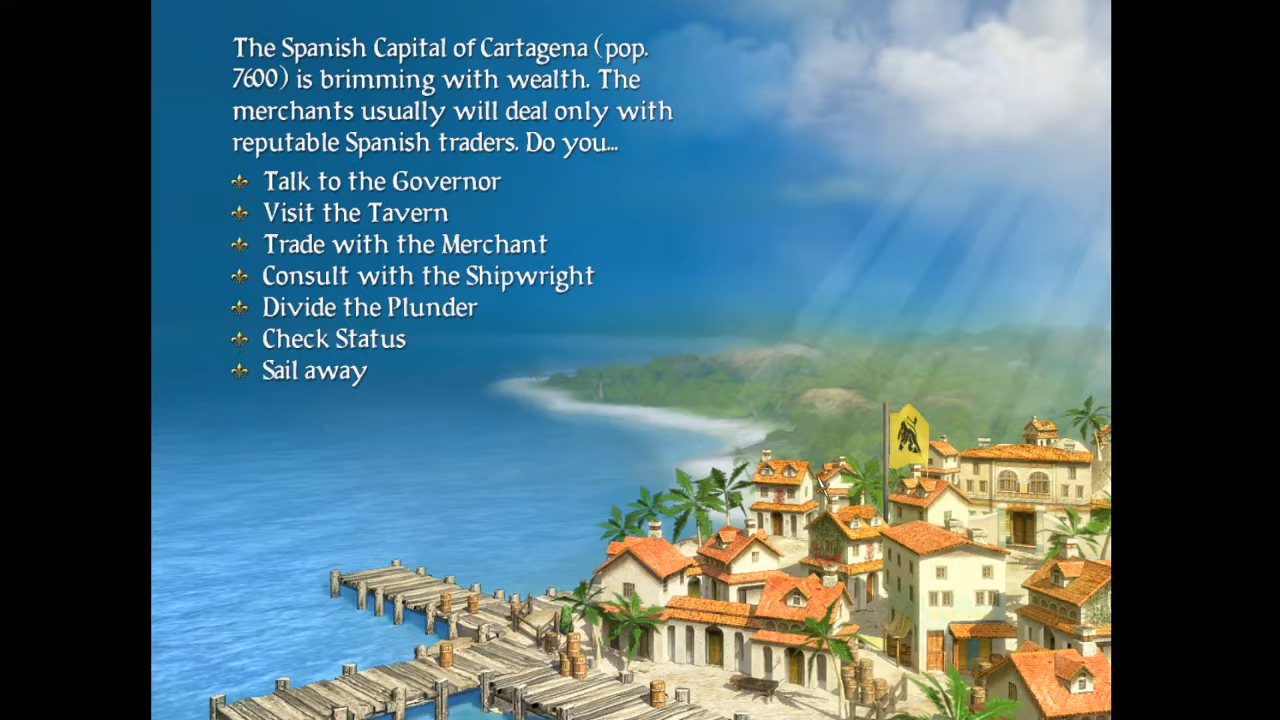 The Spanish Capital of Cartagena (pop.
7600) is brimming with wealth. The
merchants usually will deal only with
reputable Spanish traders. Do you...
Talk to the Governor
Visit the Tavern
Trade with the Merchant
Consult with the Shipwright
Divide the Plunder
Check Status
Sail away